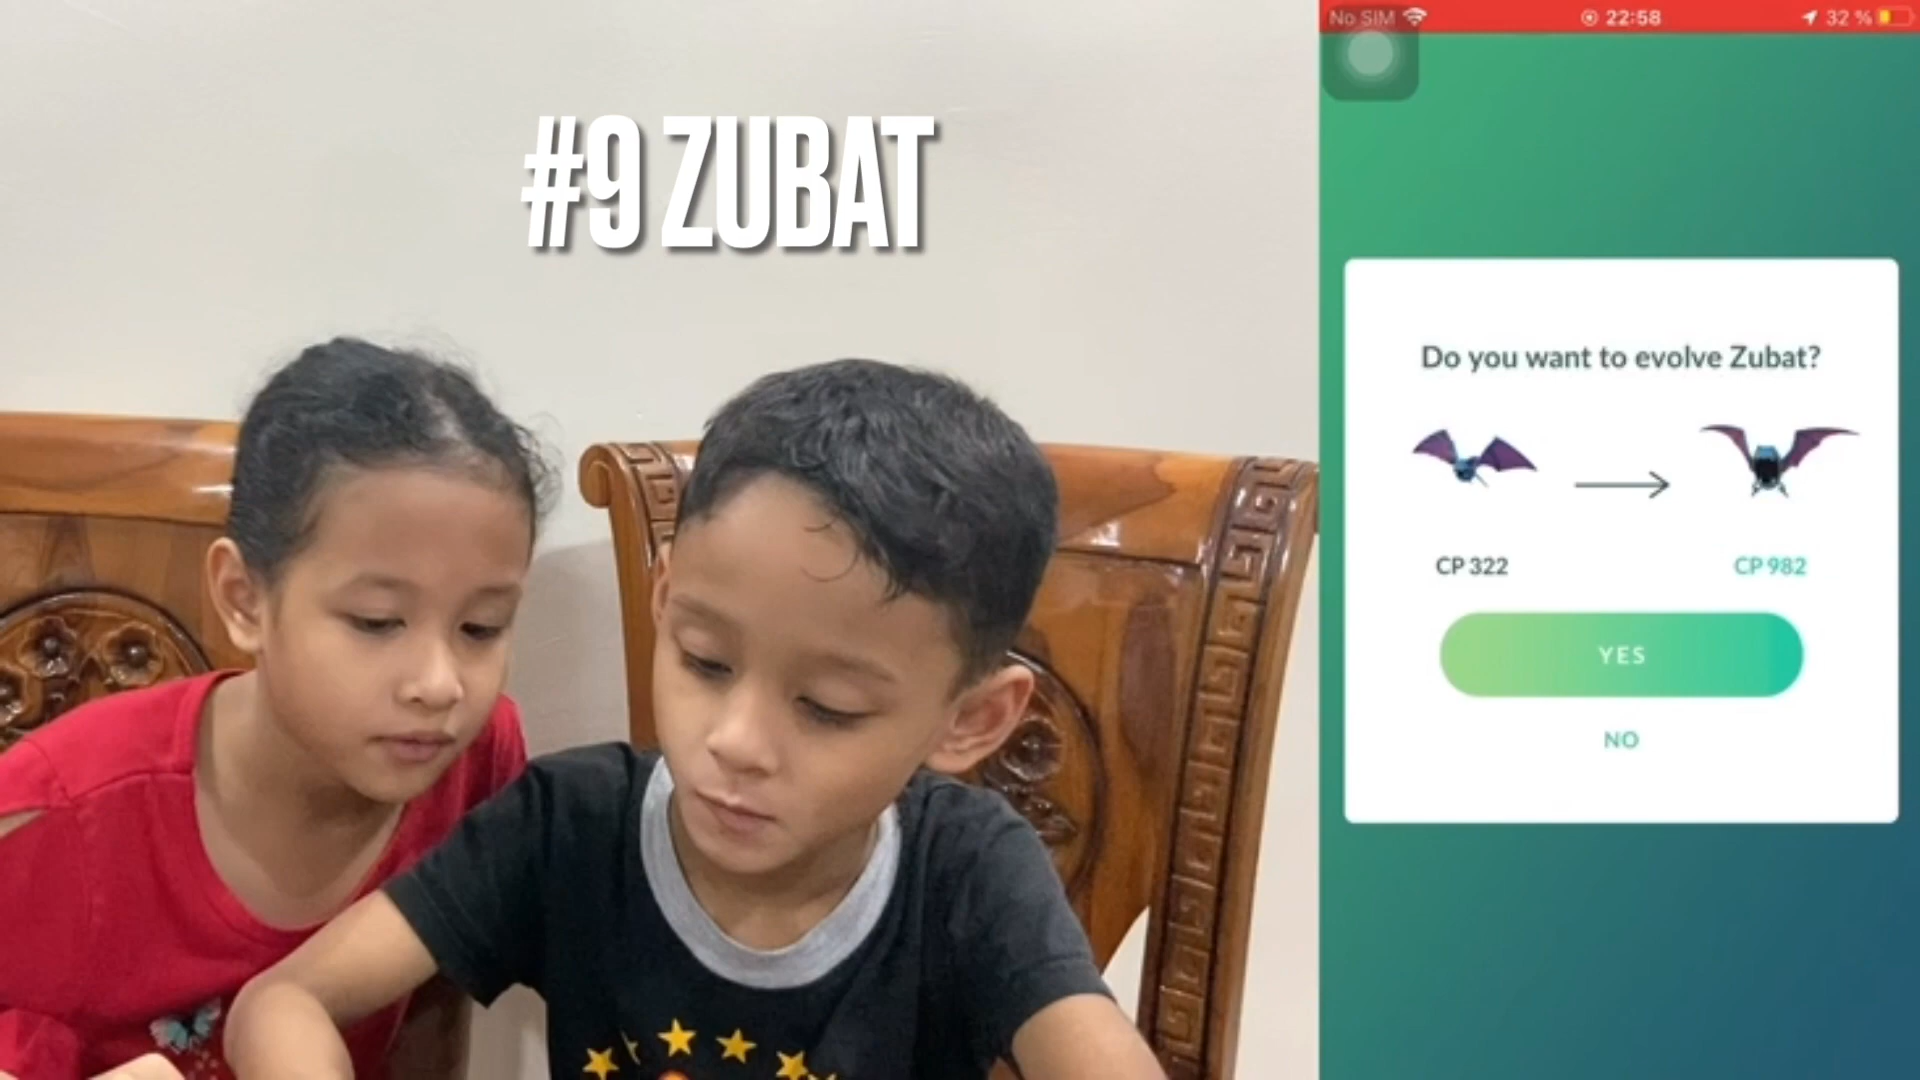 #9 ZUBAT
No SIM 22:58 32 %
Do you want to evolve Zubat?
CP 322 CP 982
YES
NO